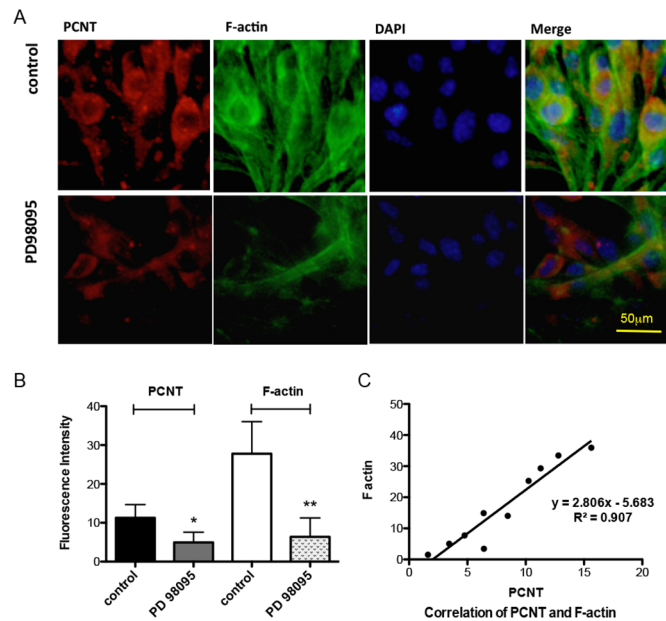 A
PCNT F-actin DAPI Merge
control
PD98095
50µm
B
PCNT F-actin
Fluorescence Intensity
40
30
20
10
0
* **
control PD 98095 control PD 98095
C
F actin
50
40
30
20
10
0
y = 2.806x - 5.683
R² = 0.907
0 5 10 15 20
PCNT
Correlation of PCNT and F-actin